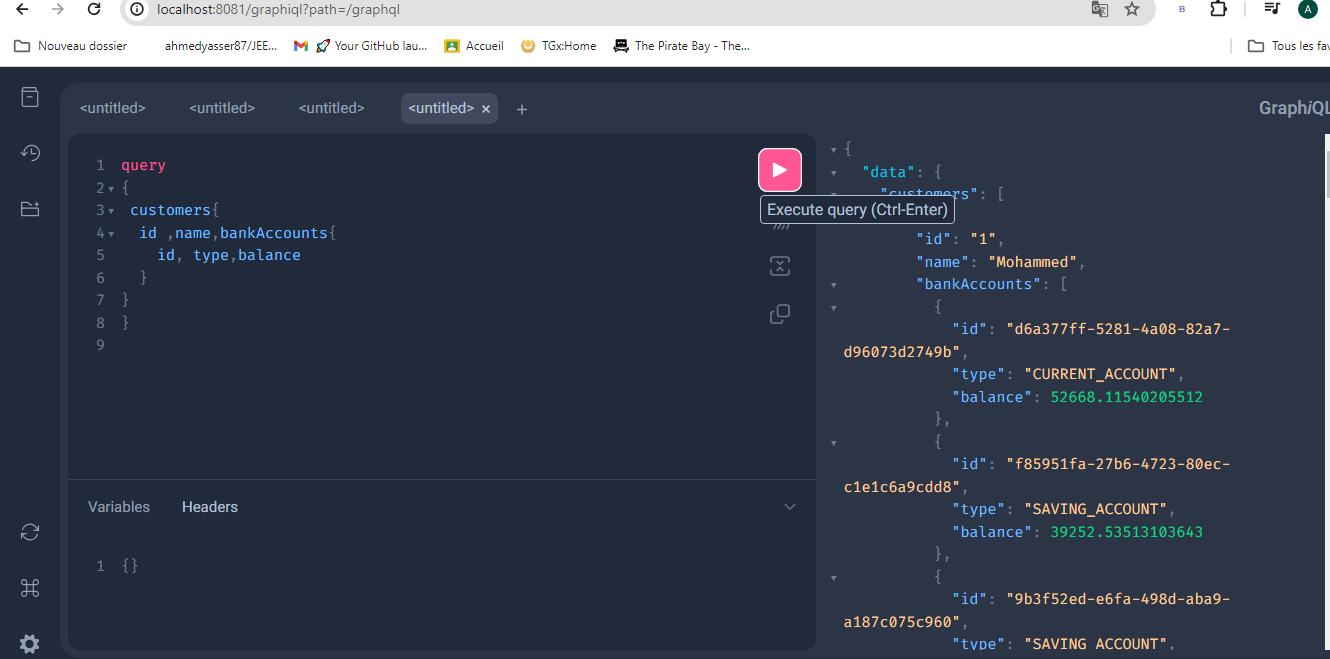 localhost:8081/graphiql?path=/graphql
B
A
Nouveau dossier
ahmedyasser87/JEE...
Your GitHub lau...
Accueil
TGx:Home
The Pirate Bay - The...
Tous les fav
<untitled>
<untitled>
<untitled>
<untitled> ×
+
GraphiQL
1 query
2 {
3 customers{
4 id ,name,bankAccounts{
5 id, type,balance
6 }
7 }
8 }
9
Execute query (Ctrl-Enter)
Variables
Headers
1 {}
{
"data": {
"customers": [
"id": "1",
"name": "Mohammed",
"bankAccounts": [
{
"id": "d6a377ff-5281-4a08-82a7-
d96073d2749b",
"type": "CURRENT_ACCOUNT",
"balance": 52668.11540205512
},
{
"id": "f85951fa-27b6-4723-80ec-
c1e1c6a9cdd8",
"type": "SAVING_ACCOUNT",
"balance": 39252.53513103643
},
{
"id": "9b3f52ed-e6fa-498d-aba9-
a187c075c960",
"type": "SAVING_ACCOUNT",